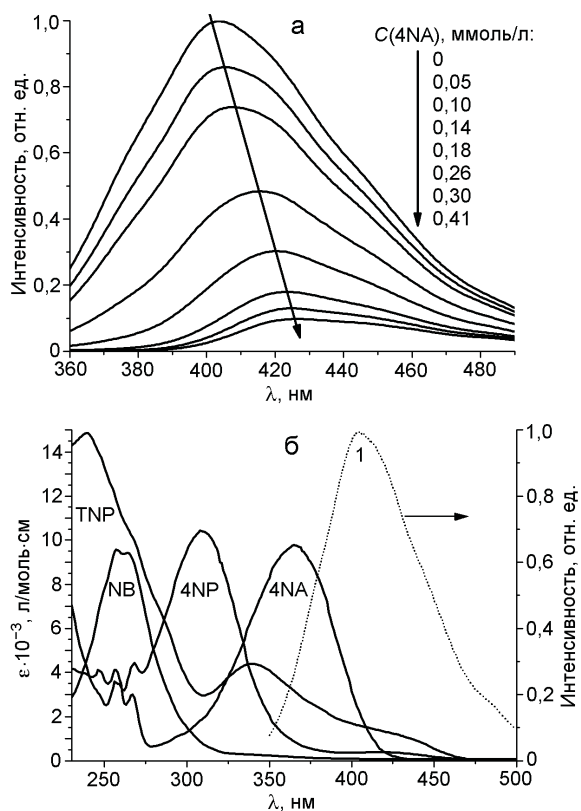 а
C(4NA), ммоль/л:
0
0,05
0,10
0,14
0,18
0,26
0,30
0,41
1,0
0,8
0,6
0,4
0,2
0
Интенсивность, отн. ед.
360 380 400 420 440 460 480
λ, нм
б
14
12
10
8
6
4
2
0
ε·10⁻³, л/моль·см
TNP
NB
4NP
4NA
1
1,0
0,8
0,6
0,4
0,2
0
Интенсивность, отн. ед.
250 300 350 400 450 500
λ, нм